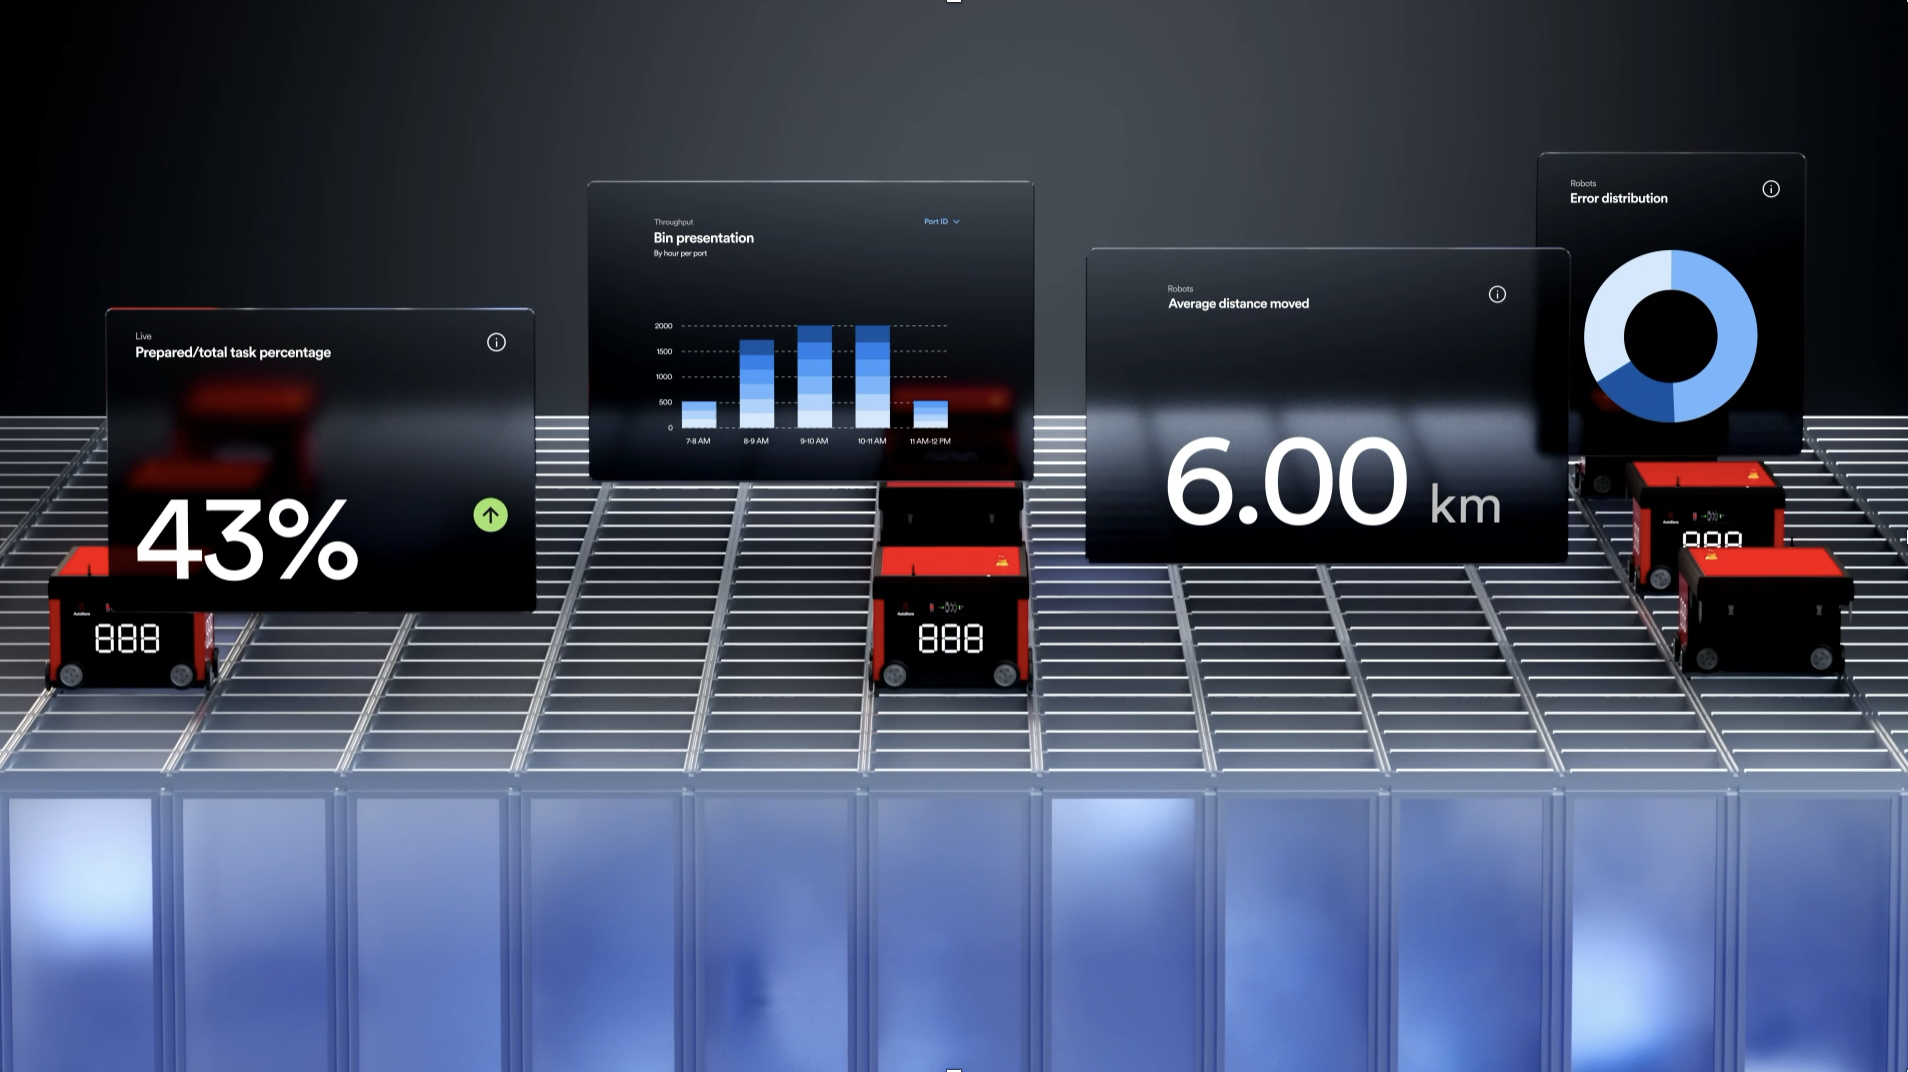 Live
Prepared/total task percentage
43%
Throughput
Bin presentation
By hour per port
Port ID
2000
1500
1000
500
0
7-8 AM
8-9 AM
9-10 AM
10-11 AM
11 AM-12 PM
Robots
Average distance moved
6.00 km
Robots
Error distribution
888
AutoStore
888
888